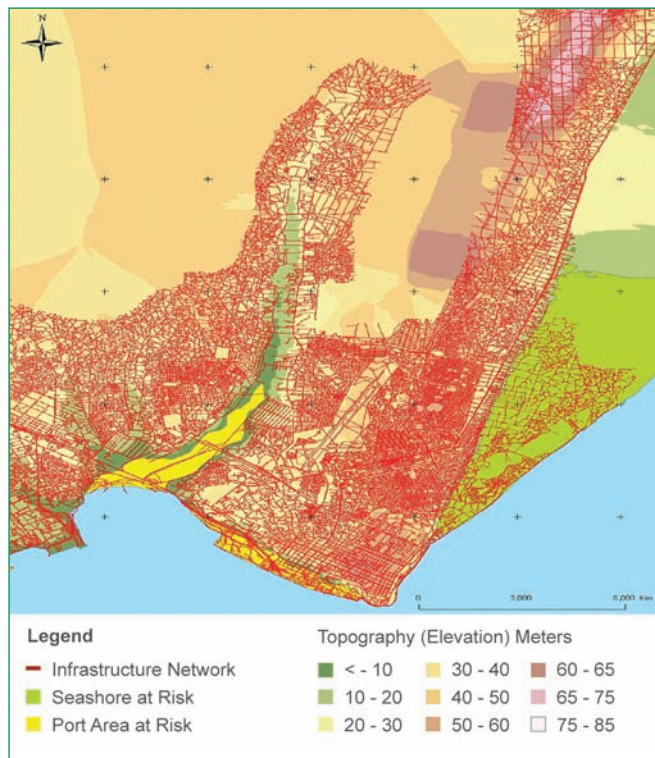 N
0 3,000 6,000 Km
Legend
Infrastructure Network
Seashore at Risk
Port Area at Risk
Topography (Elevation) Meters
< - 10
10 - 20
20 - 30
30 - 40
40 - 50
50 - 60
60 - 65
65 - 75
75 - 85